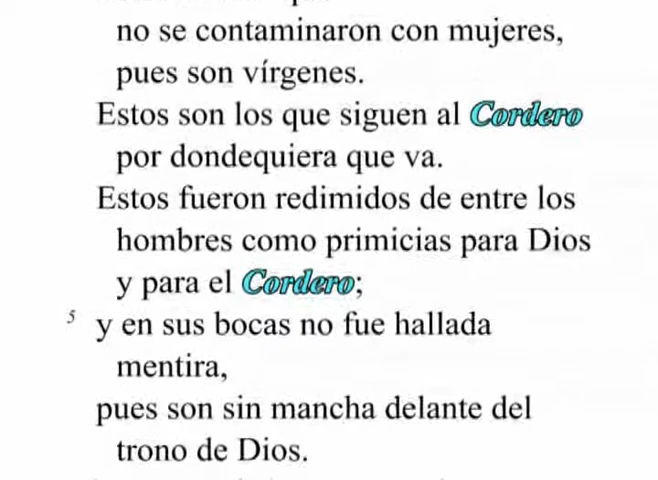 no se contaminaron con mujeres,
pues son vírgenes.
Estos son los que siguen al Cordero
por dondequiera que va.
Estos fueron redimidos de entre los
hombres como primicias para Dios
y para el Cordero;
5 y en sus bocas no fue hallada
mentira,
pues son sin mancha delante del
trono de Dios.